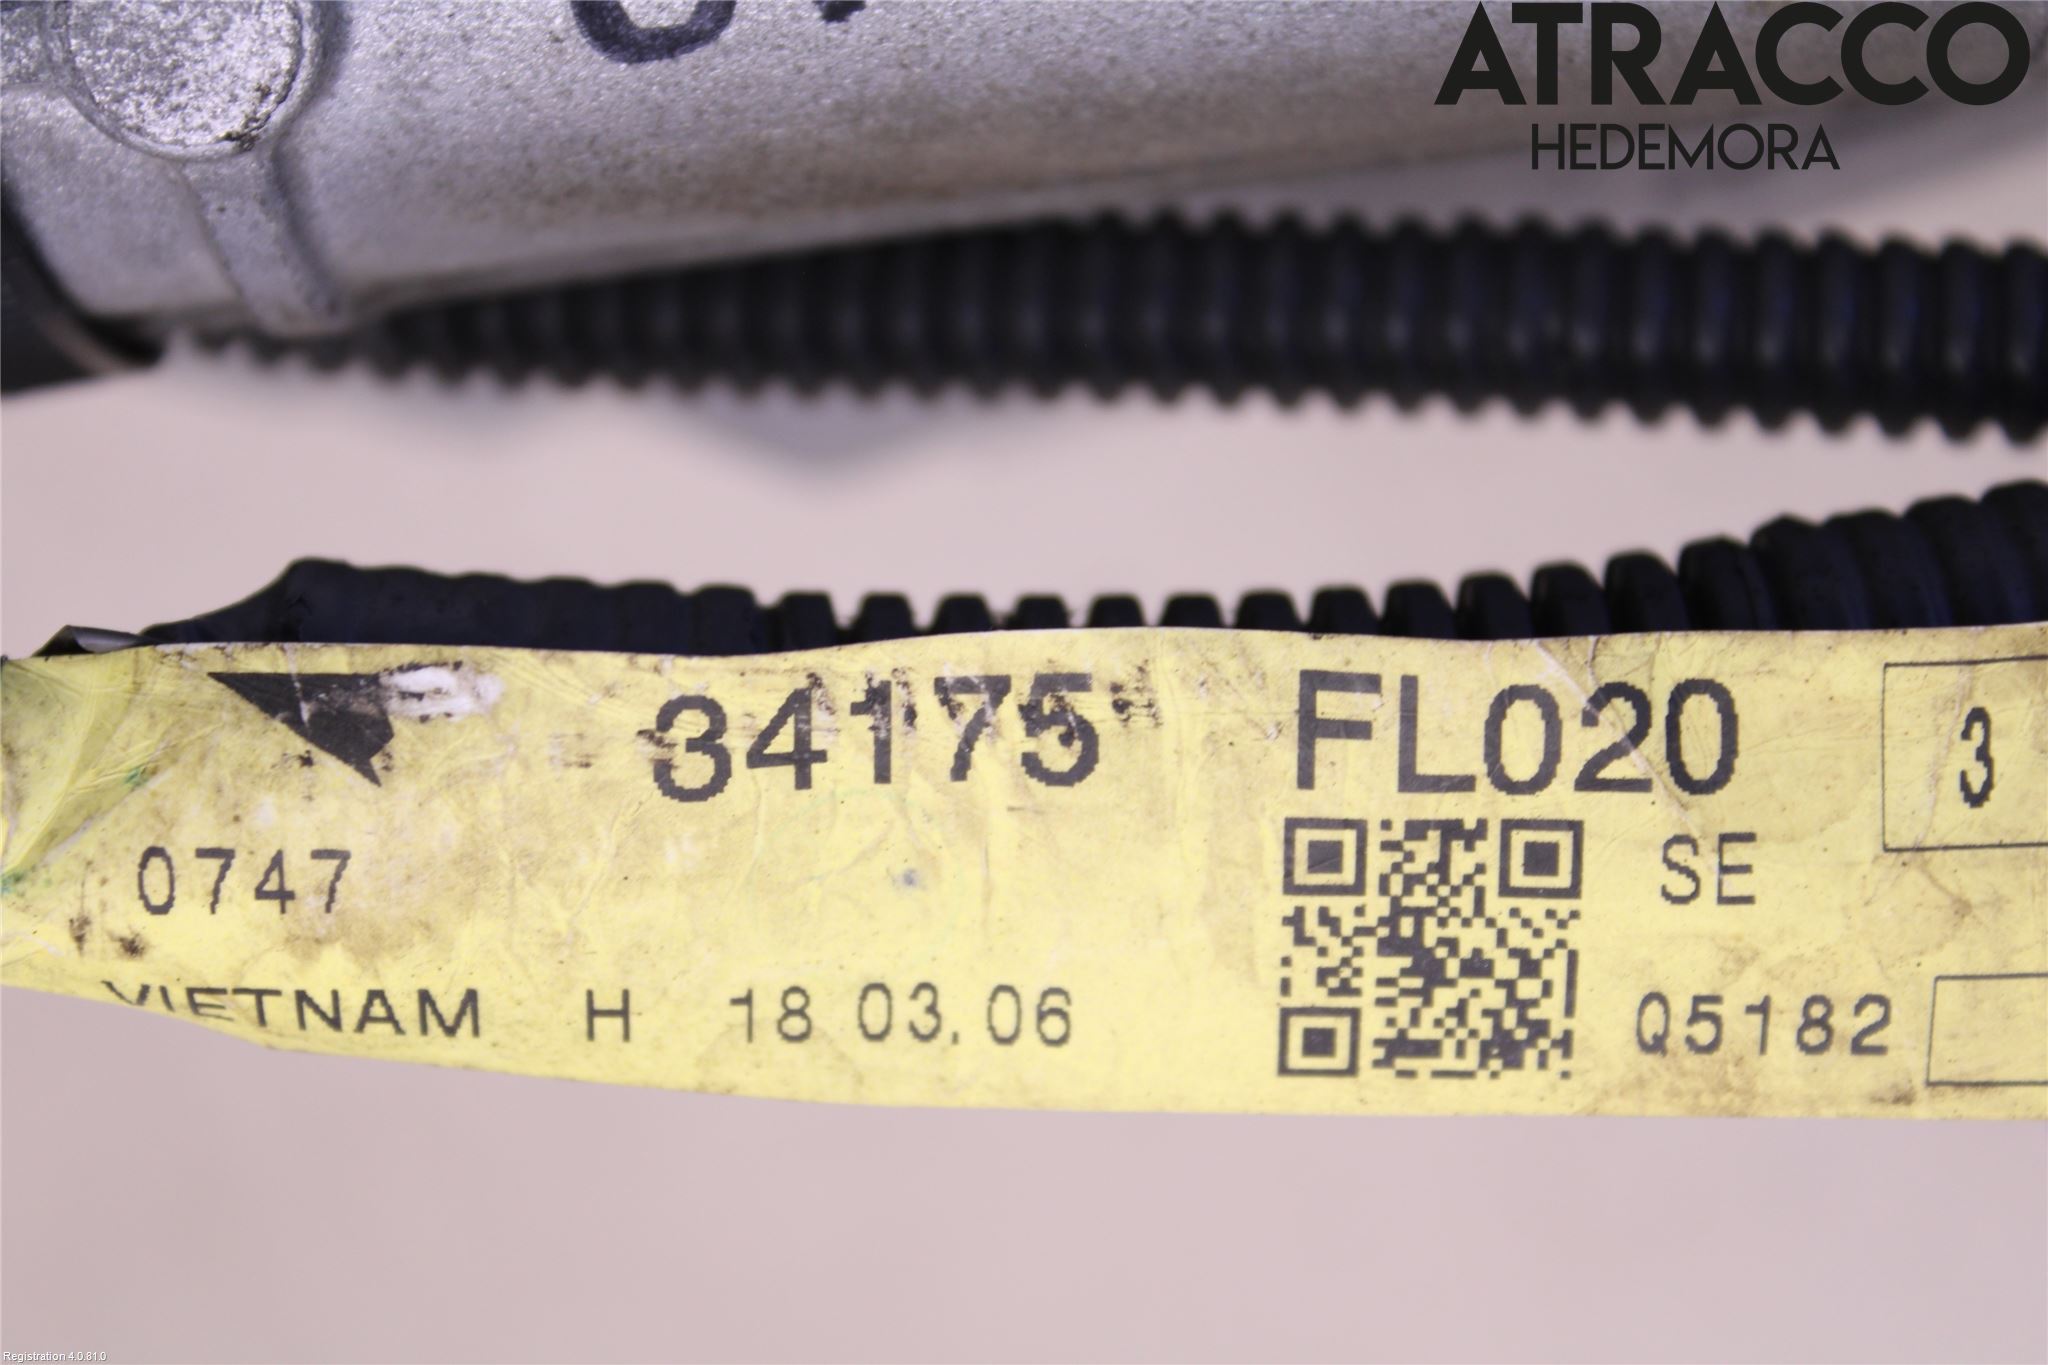 ATRACCO
HEDEMORA
34175 FL020 3
0747 SE
VIETNAM H 18 03.06 Q5182
Registration 4.0.81.0